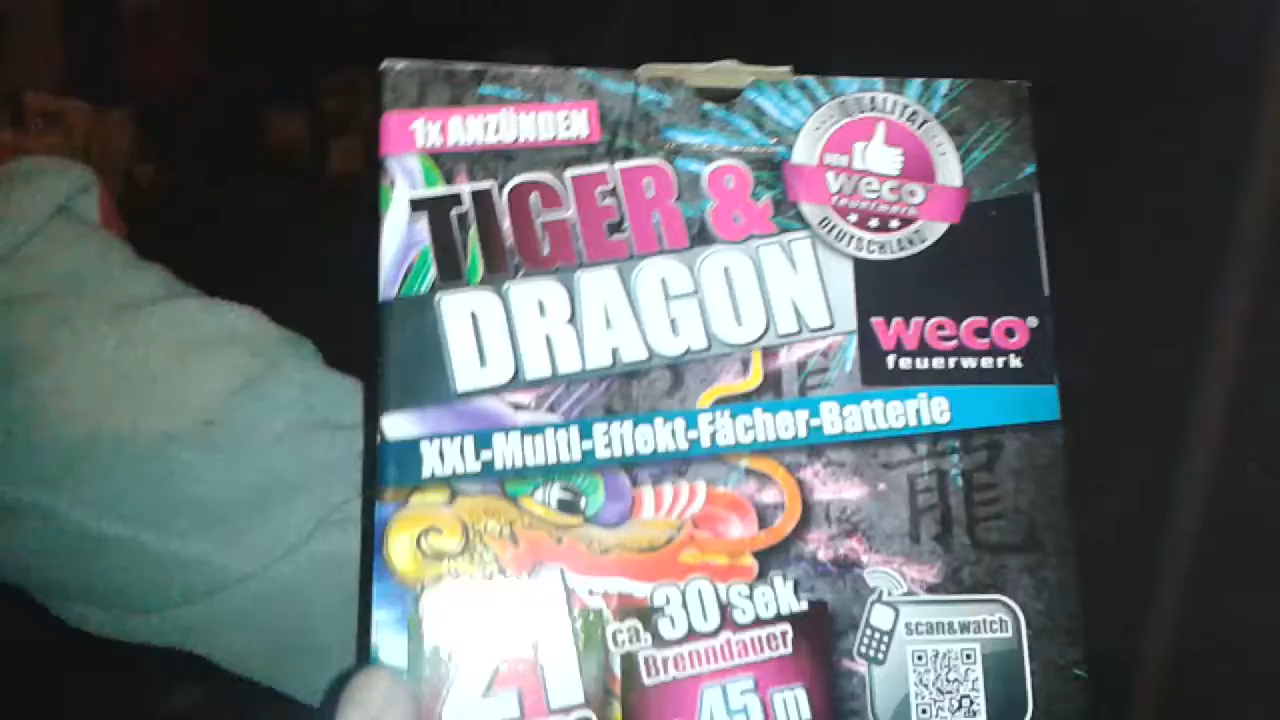 1x ANZÜNDEN
QUALITÄT
FÜR
weco
feuerwerk
DEUTSCHLAND
TIGER &
DRAGON
weco®
feuerwerk
XXL-Multi-Effekt-Fächer-Batterie
龍
ca. 30 sek.
Brenndauer
scan&watch
45 m